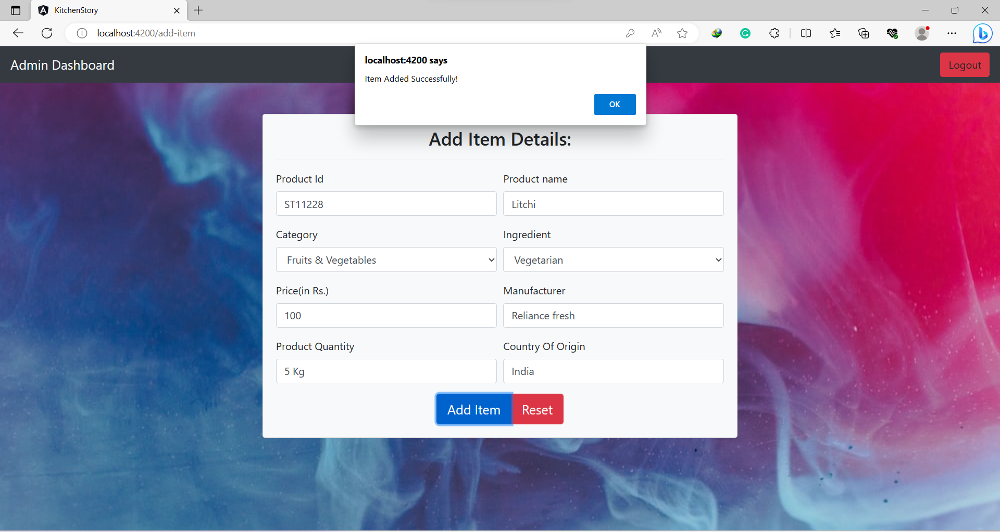 KitchenStory
localhost:4200/add-item
Admin Dashboard
Logout
localhost:4200 says
Item Added Successfully!
OK
Add Item Details:
Product Id
Product name
ST11228
Litchi
Category
Ingredient
Fruits & Vegetables
Vegetarian
Price(in Rs.)
Manufacturer
100
Reliance fresh
Product Quantity
Country Of Origin
5 Kg
India
Add Item
Reset